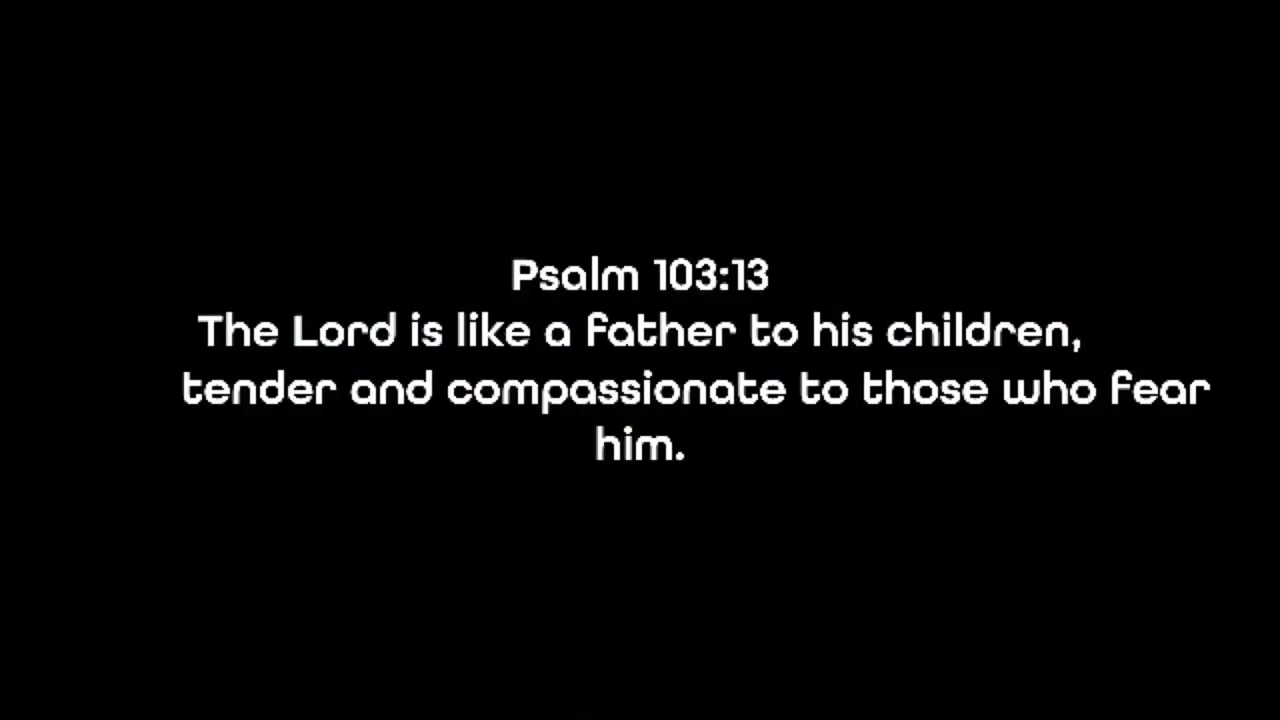 Psalm 103:13
The Lord is like a father to his children,
tender and compassionate to those who fear
him.